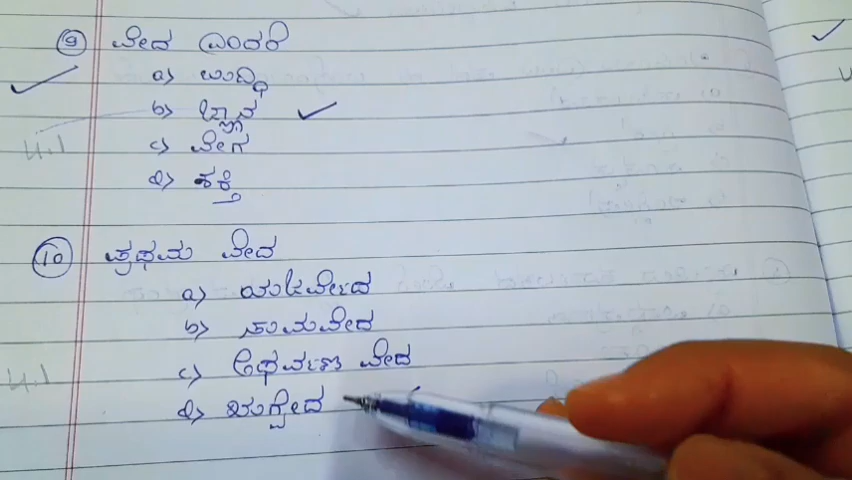 9 ವೇದ ಎಂದರೆ
a) ಬುದ್ಧಿ
b) ಜ್ಞಾನ
c) ವೇಗ
d) ಶಕ್ತಿ
10 ಪ್ರಥಮ ವೇದ
a) ಯಜುರ್ವೇದ
b) ಸಾಮವೇದ
c) ಅಥರ್ವಣ ವೇದ
d) ಋಗ್ವೇದ